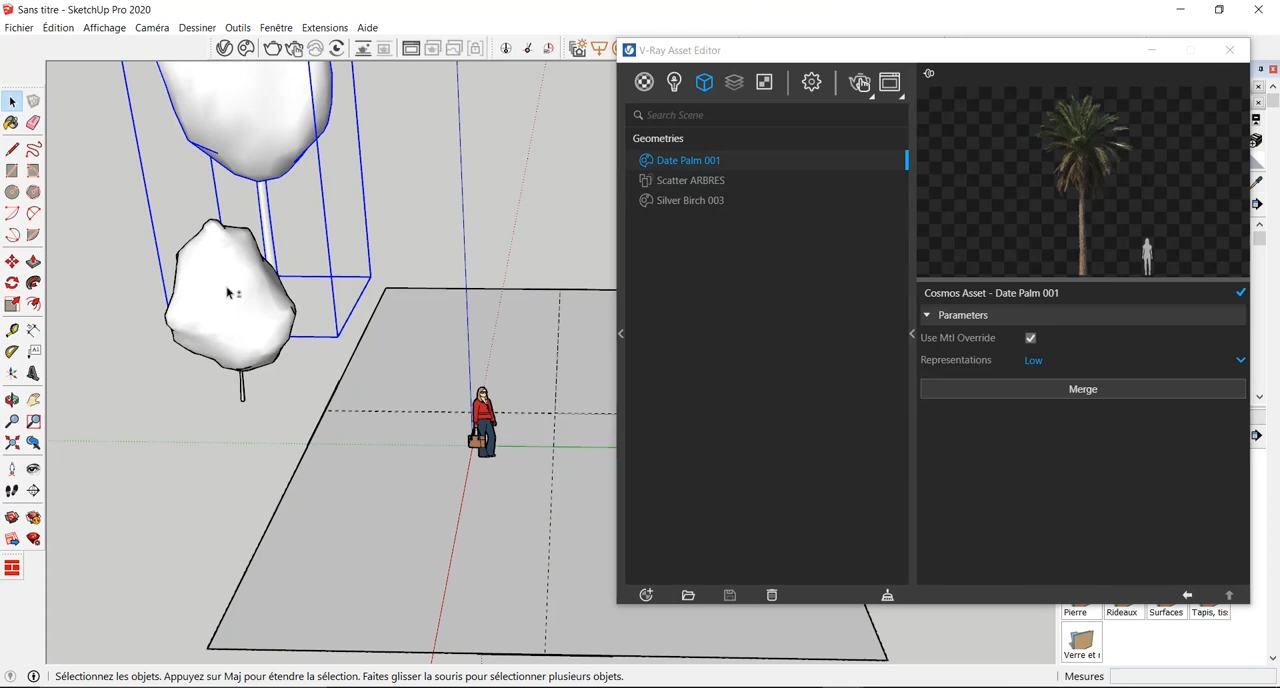 Sans titre - SketchUp Pro 2020
Fichier Édition Affichage Caméra Dessiner Outils Fenêtre Extensions Aide
V-Ray Asset Editor
Search Scene
Geometries
Date Palm 001
Scatter ARBRES
Silver Birch 003
Cosmos Asset - Date Palm 001
Parameters
Use Mtl Override
Representations Low
Merge
Pierre Rideaux Surfaces Tapis, tis
Verre et
Sélectionnez les objets. Appuyez sur Maj pour étendre la sélection. Faites glisser la souris pour sélectionner plusieurs objets.
Mesures